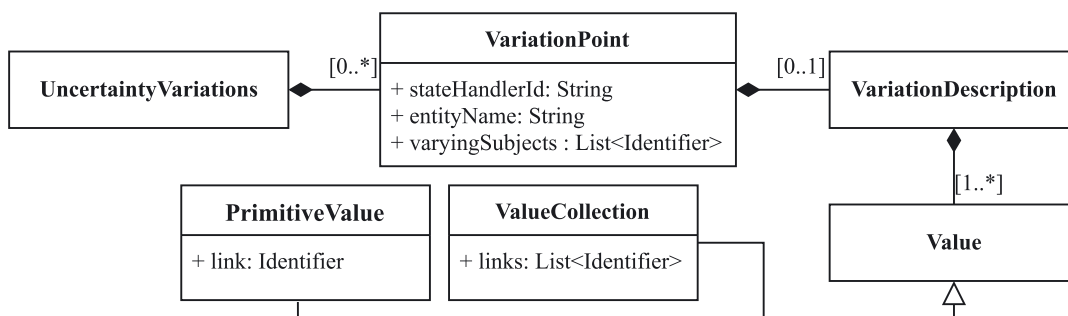 VariationPoint
UncertaintyVariations
[0..*]
+ stateHandlerId: String
+ entityName: String
+ varyingSubjects : List<Identifier>
[0..1]
VariationDescription
[1..*]
PrimitiveValue
+ link: Identifier
ValueCollection
+ links: List<Identifier>
Value